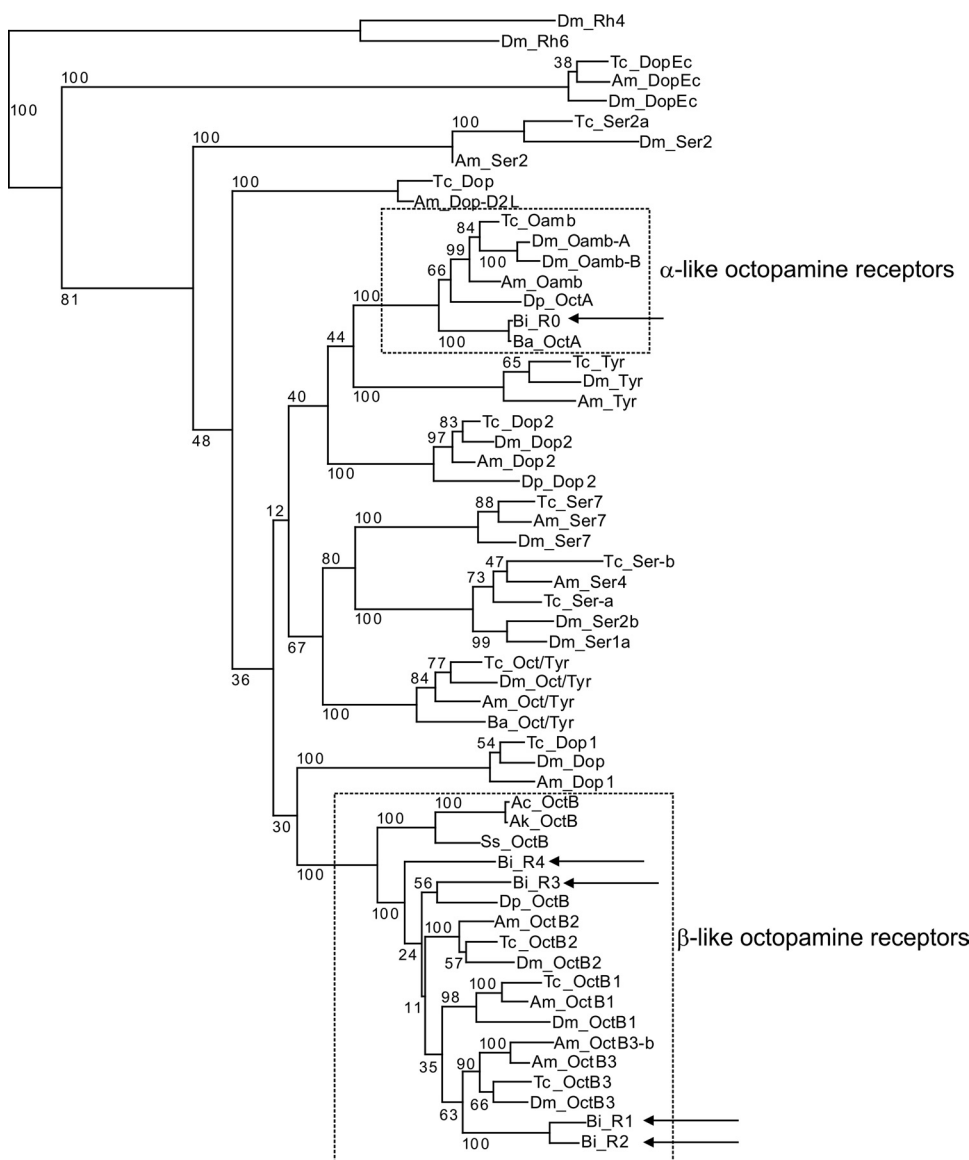 Dm_Rh4
Dm_Rh6
38 Tc_DopEc
100 Am_DopEc
100 Dm_DopEc
100 Tc_Ser2a
100 Dm_Ser2
Am_Ser2
100 Tc_Dop
Am_Dop-D2L
84 Tc_Oamb
99 Dm_Oamb-A
100 Dm_Oamb-B
66 Am_Oamb
α-like octopamine receptors
81 100 Dp_OctA
Bi_R0
44 100 Ba_OctA
65 Tc_Tyr
100 Dm_Tyr
40 Am_Tyr
83 Tc_Dop2
48 97 Dm_Dop2
Am_Dop2
100 Dp_Dop2
88 Tc_Ser7
12 100 Am_Ser7
Dm_Ser7
80 47 Tc_Ser-b
73 Am_Ser4
100 Tc_Ser-a
Dm_Ser2b
67 99 Dm_Ser1a
77 Tc_Oct/Tyr
36 84 Dm_Oct/Tyr
100 Am_Oct/Tyr
Ba_Oct/Tyr
54 Tc_Dop1
100 Dm_Dop
Am_Dop1
100 Ac_OctB
30 100 Ak_OctB
Ss_OctB
100 Bi_R4
56 Bi_R3
100 Dp_OctB
100 Am_OctB2
β-like octopamine receptors
24 Tc_OctB2
57 Dm_OctB2
100 Tc_OctB1
11 98 Am_OctB1
Dm_OctB1
100 Am_OctB3-b
35 90 Am_OctB3
Tc_OctB3
63 66 Dm_OctB3
Bi_R1
100 Bi_R2